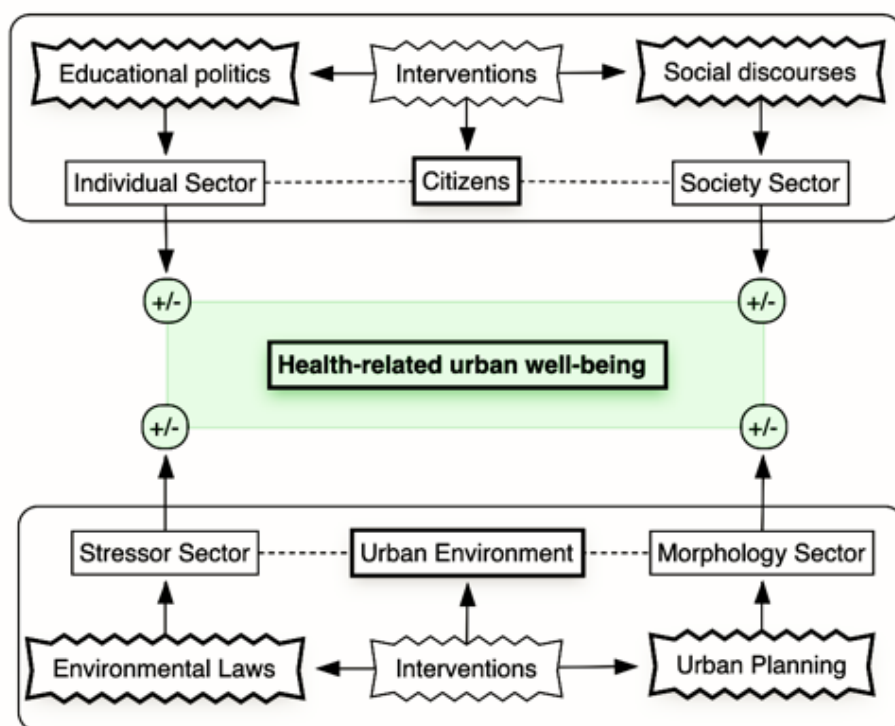 Educational politics
Interventions
Social discourses
Individual Sector
Citizens
Society Sector
+/-
+/-
Health-related urban well-being
+/-
+/-
Stressor Sector
Urban Environment
Morphology Sector
Environmental Laws
Interventions
Urban Planning